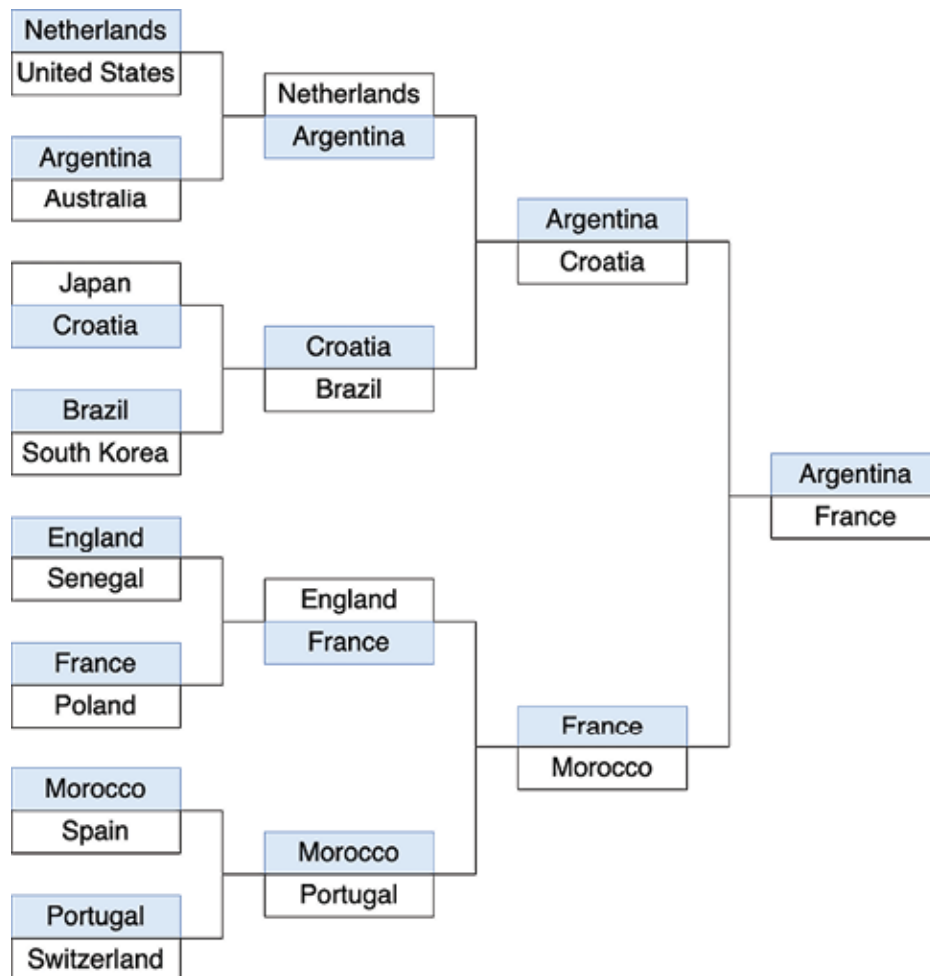 Netherlands
United States
Argentina
Australia
Japan
Croatia
Brazil
South Korea
England
Senegal
France
Poland
Morocco
Spain
Portugal
Switzerland
Netherlands
Argentina
Croatia
Brazil
England
France
Morocco
Portugal
Argentina
Croatia
France
Morocco
Argentina
France